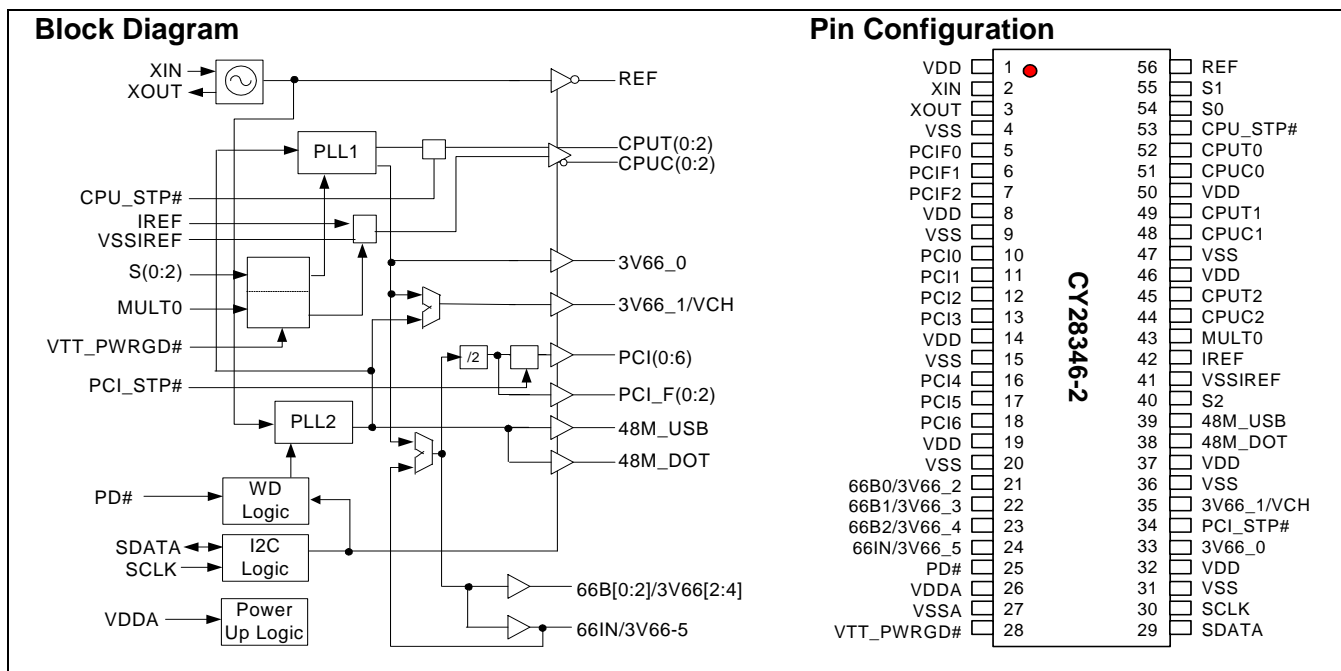 Block Diagram
XIN
XOUT
REF
PLL1
CPUT(0:2)
CPUC(0:2)
CPU_STP#
IREF
VSSIREF
S(0:2)
3V66_0
MULT0
3V66_1/VCH
VTT_PWRGD#
/2
PCI(0:6)
PCI_STP#
PCI_F(0:2)
PLL2
48M_USB
48M_DOT
PD#
WD
Logic
SDATA
SCLK
I2C
Logic
66B[0:2]/3V66[2:4]
VDDA
Power
Up Logic
66IN/3V66-5
Pin Configuration
VDD 1
XIN 2
XOUT 3
VSS 4
PCIF0 5
PCIF1 6
PCIF2 7
VDD 8
VSS 9
PCI0 10
PCI1 11
PCI2 12
PCI3 13
VDD 14
VSS 15
PCI4 16
PCI5 17
PCI6 18
VDD 19
VSS 20
66B0/3V66_2 21
66B1/3V66_3 22
66B2/3V66_4 23
66IN/3V66_5 24
PD# 25
VDDA 26
VSSA 27
VTT_PWRGD# 28
CY28346-2
56 REF
55 S1
54 S0
53 CPU_STP#
52 CPUT0
51 CPUC0
50 VDD
49 CPUT1
48 CPUC1
47 VSS
46 VDD
45 CPUT2
44 CPUC2
43 MULT0
42 IREF
41 VSSIREF
40 S2
39 48M_USB
38 48M_DOT
37 VDD
36 VSS
35 3V66_1/VCH
34 PCI_STP#
33 3V66_0
32 VDD
31 VSS
30 SCLK
29 SDATA